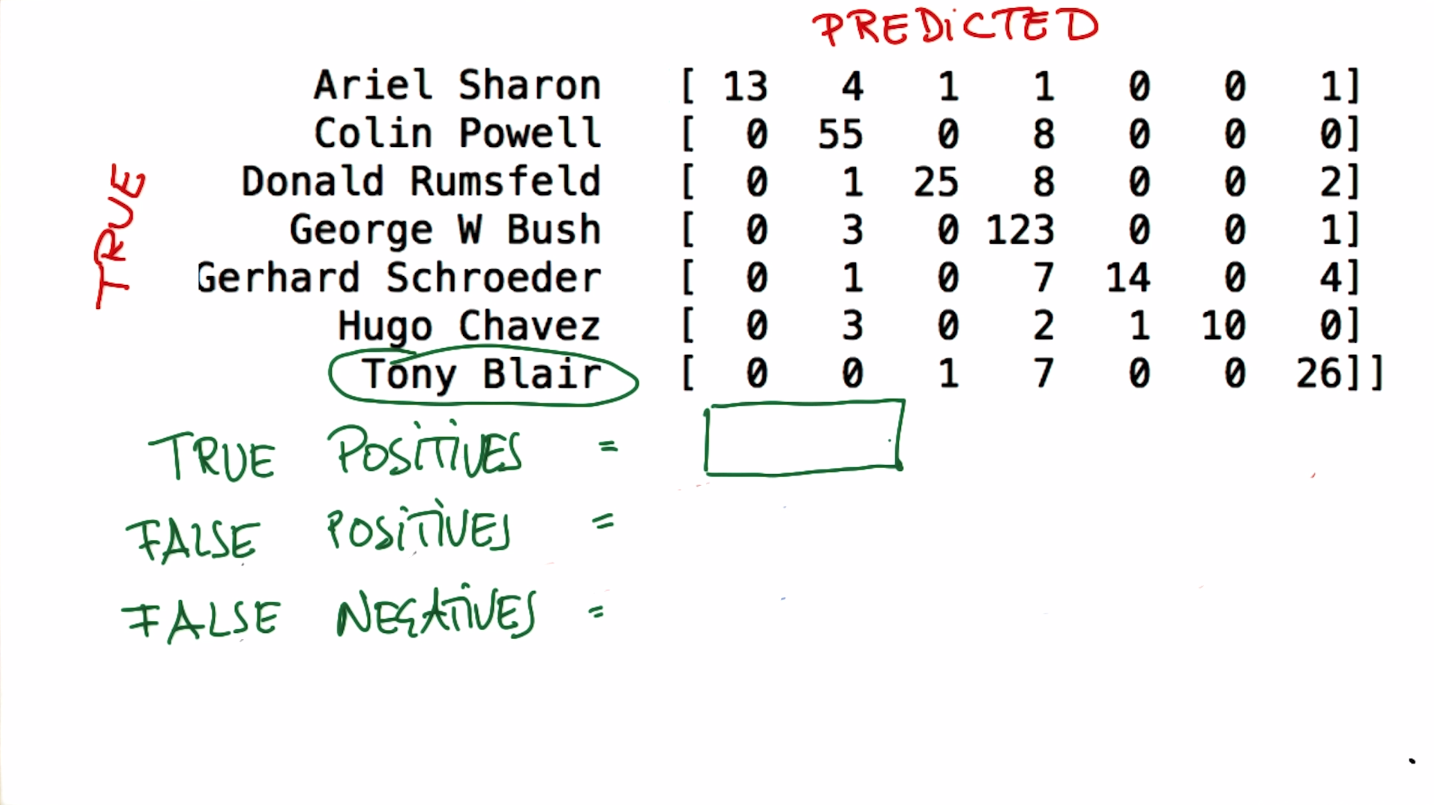 PREDICTED
Ariel Sharon [ 13 4 1 1 0 0 1]
Colin Powell [ 0 55 0 8 0 0 0]
Donald Rumsfeld [ 0 1 25 8 0 0 2]
George W Bush [ 0 3 0 123 0 0 1]
Gerhard Schroeder [ 0 1 0 7 14 0 4]
Hugo Chavez [ 0 3 0 2 1 10 0]
Tony Blair [ 0 0 1 7 0 0 26]]
TRUE
TRUE POSITIVES =
FALSE POSITIVES =
FALSE NEGATIVES =